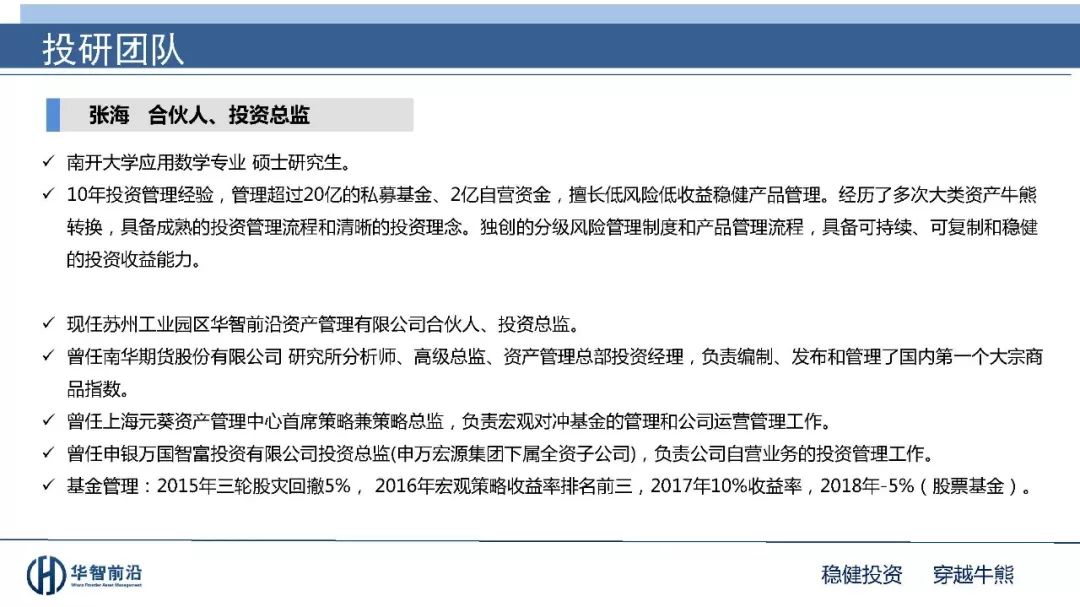 投研团队
张海 合伙人、投资总监
✓ 南开大学应用数学专业 硕士研究生。
✓ 10年投资管理经验，管理超过20亿的私募基金、2亿自营资金，擅长低风险低收益稳健产品管理。经历了多次大类资产牛熊
转换，具备成熟的投资管理流程和清晰的投资理念。独创的分级风险管理制度和产品管理流程，具备可持续、可复制和稳健
的投资收益能力。
✓ 现任苏州工业园区华智前沿资产管理有限公司合伙人、投资总监。
✓ 曾任南华期货股份有限公司 研究所分析师、高级总监、资产管理总部投资经理，负责编制、发布和管理了国内第一个大宗商
品指数。
✓ 曾任上海元葵资产管理中心首席策略兼策略总监，负责宏观对冲基金的管理和公司运营管理工作。
✓ 曾任申银万国智富投资有限公司投资总监(申万宏源集团下属全资子公司)，负责公司自营业务的投资管理工作。
✓ 基金管理：2015年三轮股灾回撤5%， 2016年宏观策略收益率排名前三，2017年10%收益率，2018年-5%（股票基金）。
华智前沿
稳健投资 穿越牛熊